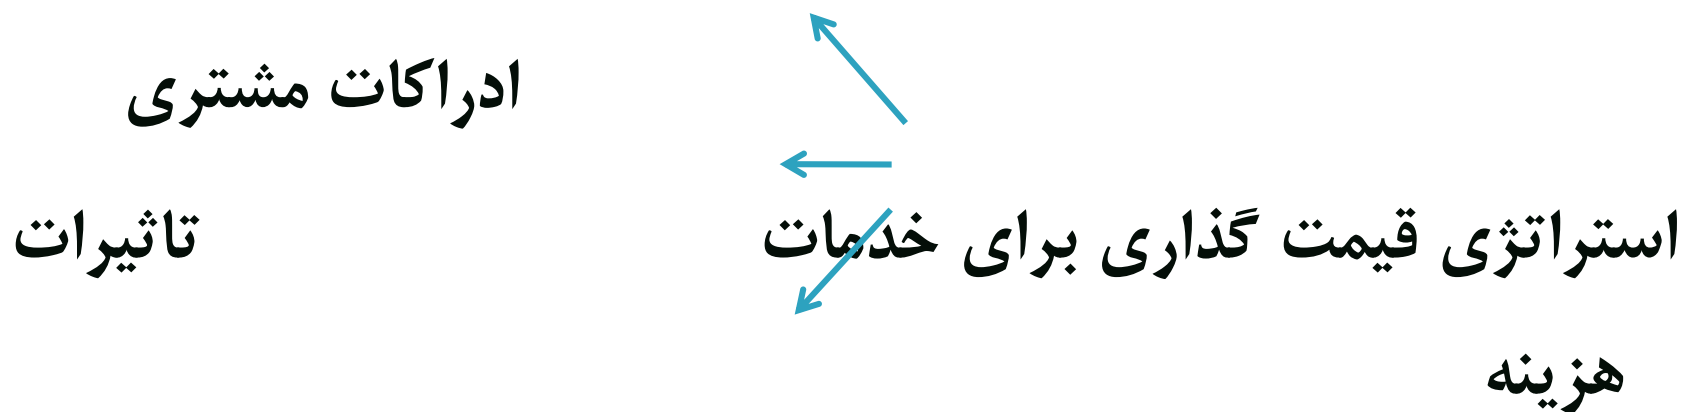 ادراکات مشتری
استراتژی قیمت گذاری برای خدمات تاثیرات
هزینه